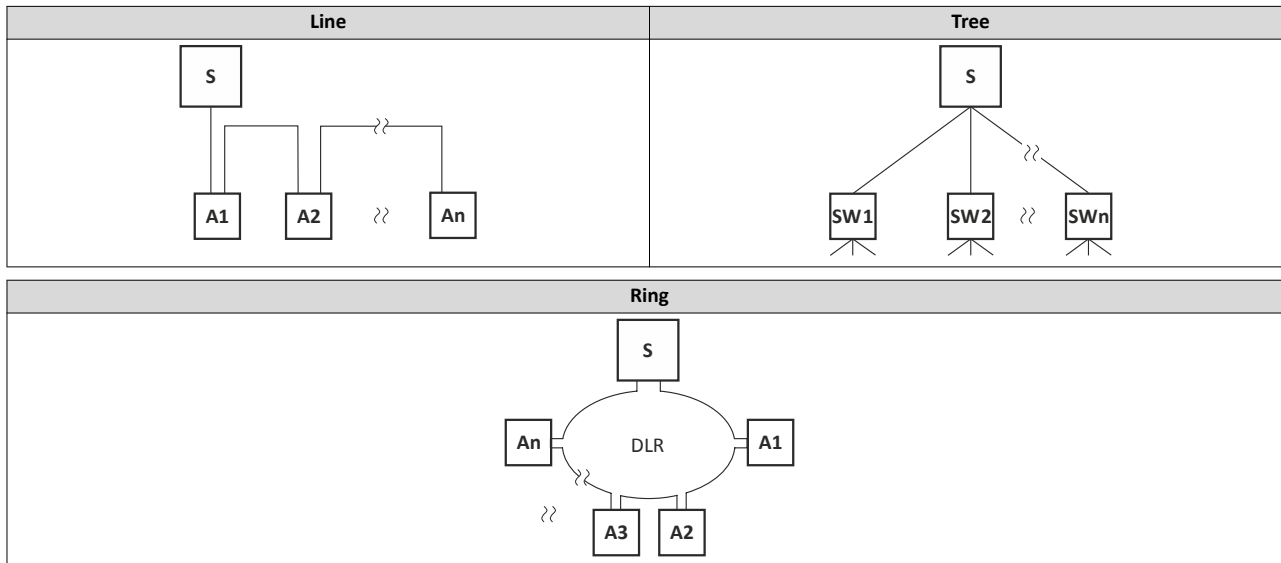 Line
Tree
S
S
A1 A2 An
SW1 SW2 SWn
Ring
S
An DLR A1
A3 A2